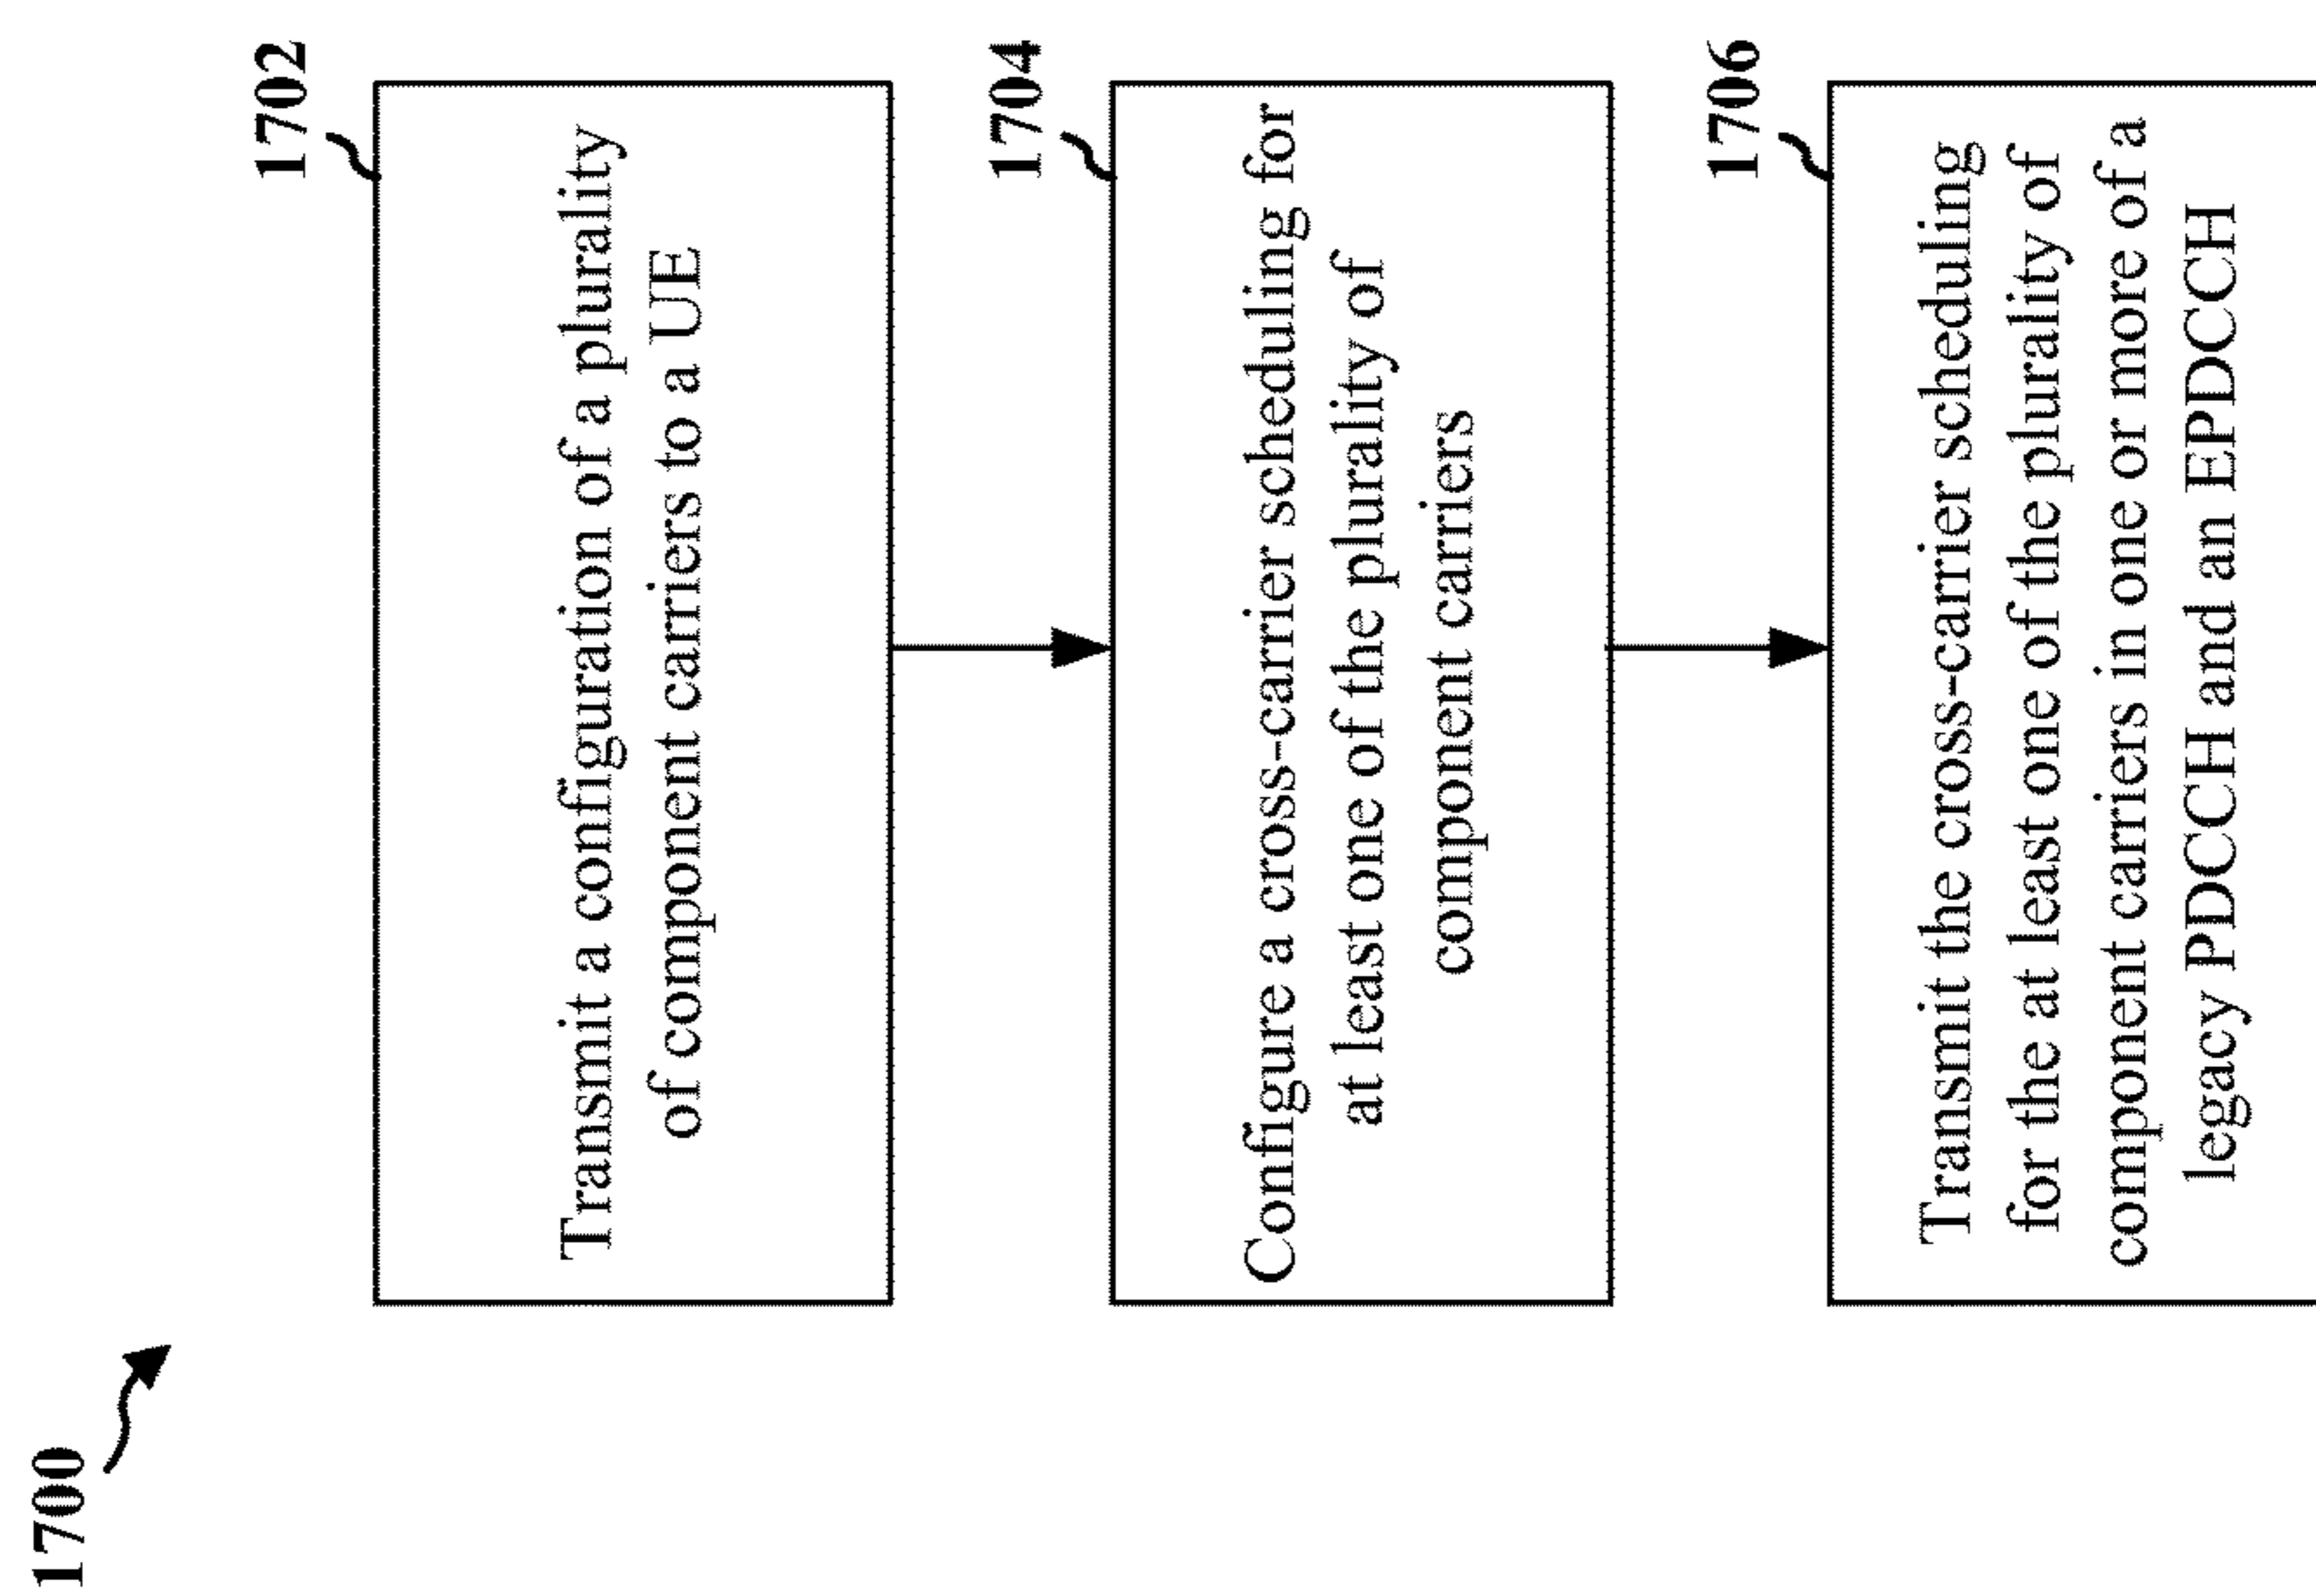 1700
1702
Transmit a configuration of a plurality
of component carriers to a UE
1704
Configure a cross-carrier scheduling for
at least one of the plurality of
component carriers
1706
Transmit the cross-carrier scheduling
for the at least one of the plurality of
component carriers in one or more of a
legacy PDCCH and an EPDCCH